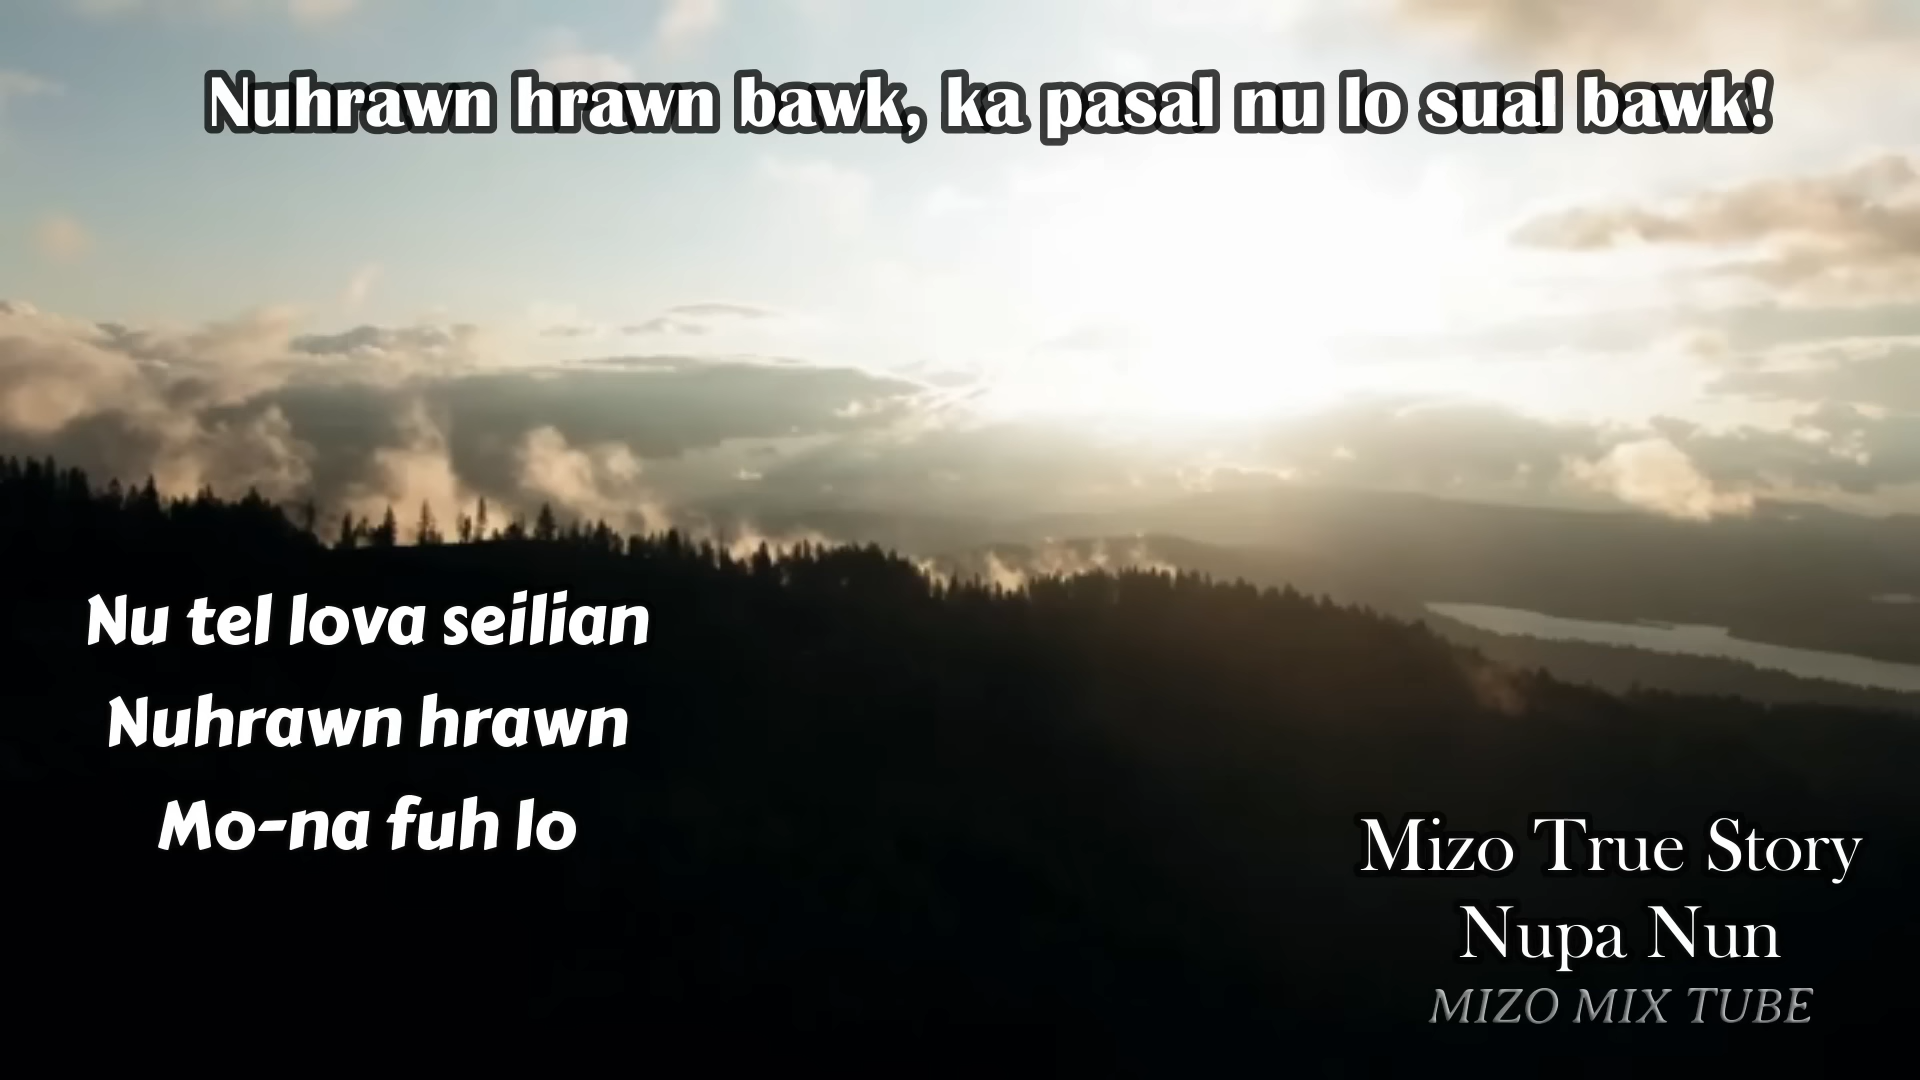 Nuhrawn hrawn bawk, ka pasal nu lo sual bawk!
Nu tel lova seilian
Nuhrawn hrawn
Mo-na fuh lo
Mizo True Story
Nupa Nun
MIZO MIX TUBE